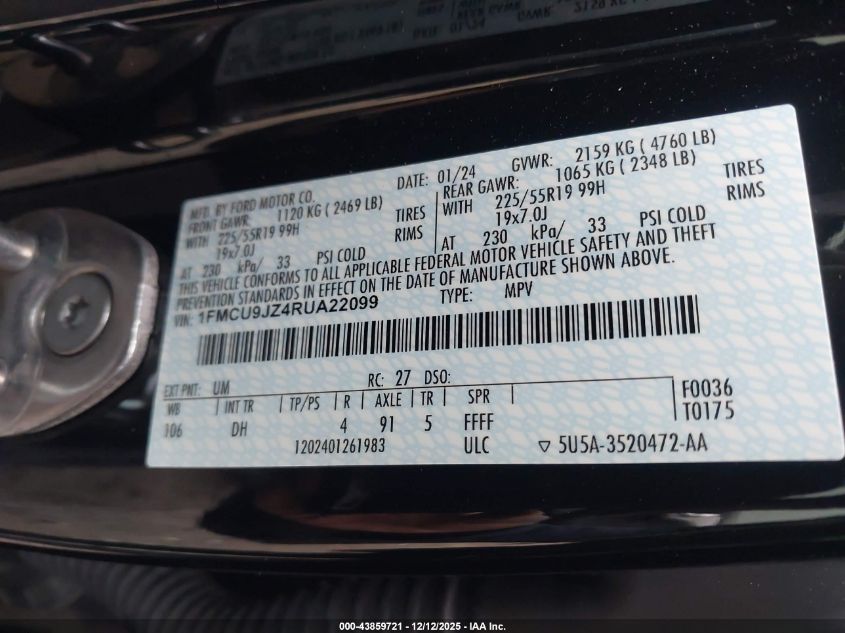 MFD. BY FORD MOTOR CO.
DATE: 01/24 GVWR: 2159 KG ( 4760 LB)
FRONT GAWR: 1120 KG ( 2469 LB)
REAR GAWR: 1065 KG ( 2348 LB)
WITH 225/55R19 99H TIRES
WITH 225/55R19 99H TIRES
19x7.0J RIMS
19x7.0J RIMS
AT 230 kPa/ 33 PSI COLD
AT 230 kPa/ 33 PSI COLD
THIS VEHICLE CONFORMS TO ALL APPLICABLE FEDERAL MOTOR VEHICLE SAFETY AND THEFT
PREVENTION STANDARDS IN EFFECT ON THE DATE OF MANUFACTURE SHOWN ABOVE.
VIN: 1FMCU9JZ4RUA22099 TYPE: MPV
EXT PNT: UM RC: 27 DSO:
WB INT TR TP/PS R AXLE TR SPR F0036
106 DH 4 91 5 FFFF T0175
1202401261983 ULC ▽ 5U5A-3520472-AA
000-43859721 - 12/12/2025 - IAA Inc.